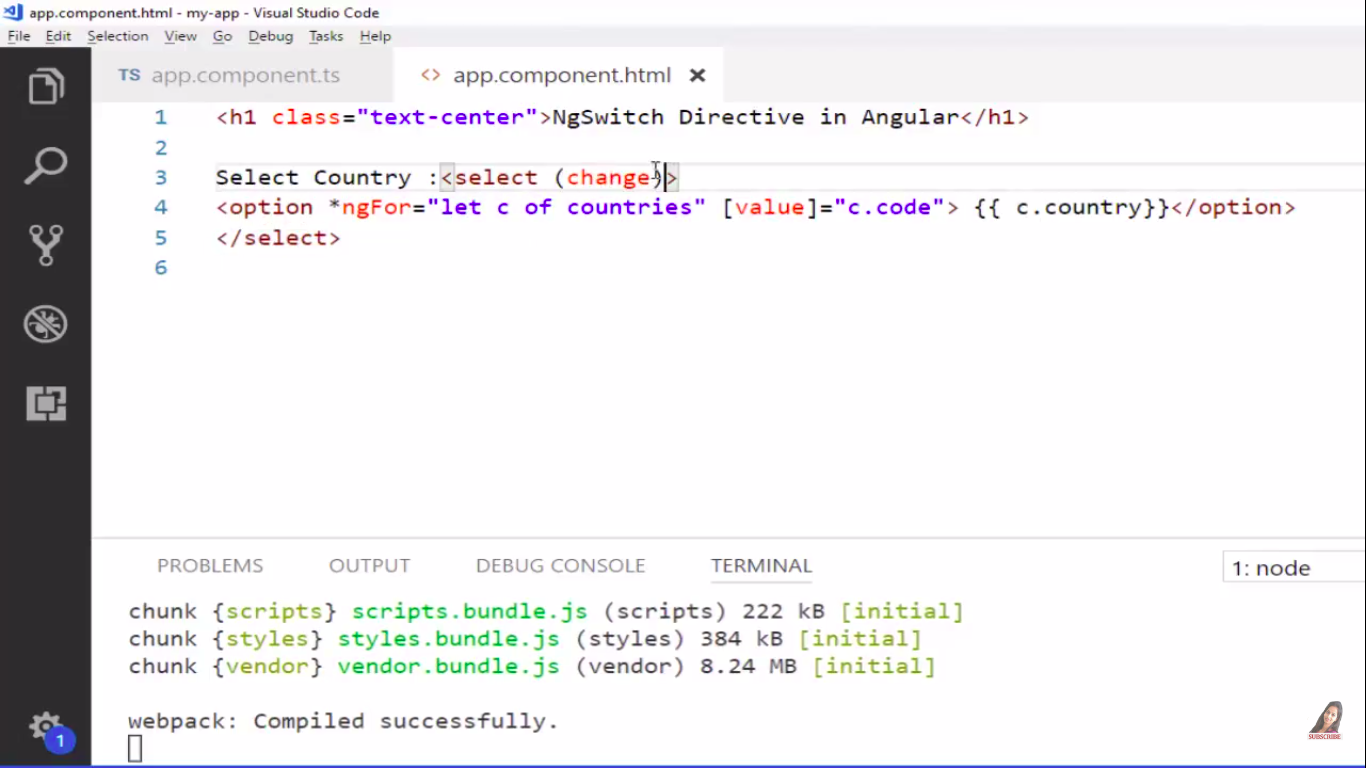 app.component.html - my-app - Visual Studio Code
File Edit Selection View Go Debug Tasks Help
TS app.component.ts <> app.component.html
1 <h1 class="text-center">NgSwitch Directive in Angular</h1>
2
3 Select Country :<select (change)>
4 <option *ngFor="let c of countries" [value]="c.code"> {{ c.country}}</option>
5 </select>
6
PROBLEMS OUTPUT DEBUG CONSOLE TERMINAL 1: node
chunk {scripts} scripts.bundle.js (scripts) 222 kB [initial]
chunk {styles} styles.bundle.js (styles) 384 kB [initial]
chunk {vendor} vendor.bundle.js (vendor) 8.24 MB [initial]
webpack: Compiled successfully.
1
SUBSCRIBE